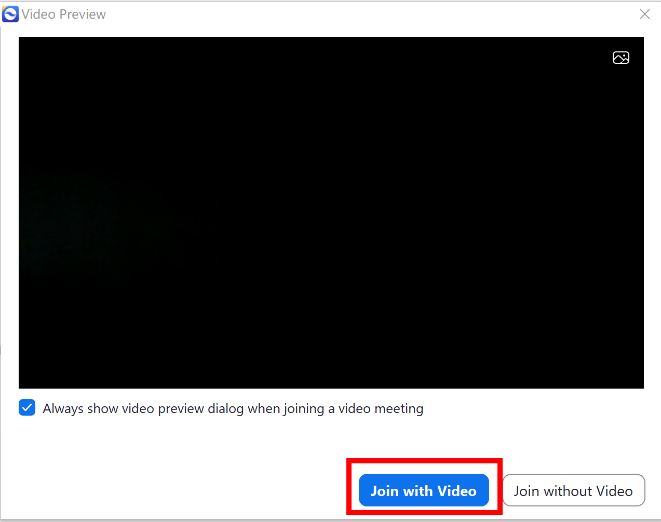 Video Preview
Always show video preview dialog when joining a video meeting
Join with Video
Join without Video